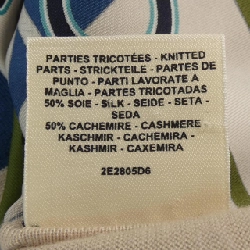 PARTIES TRICOTÉES - KNITTED
PARTS - STRICKTEILE - PARTES DE
PUNTO - PARTI LAVORATE A
MAGLIA - PARTES TRICOTADAS
50% SOIE - SILK - SEIDE - SETA -
SEDA
50% CACHEMIRE - CASHMERE
KASCHMIR - CACHEMIRA -
KASHMIR - CAXEMIRA
2E2805D6